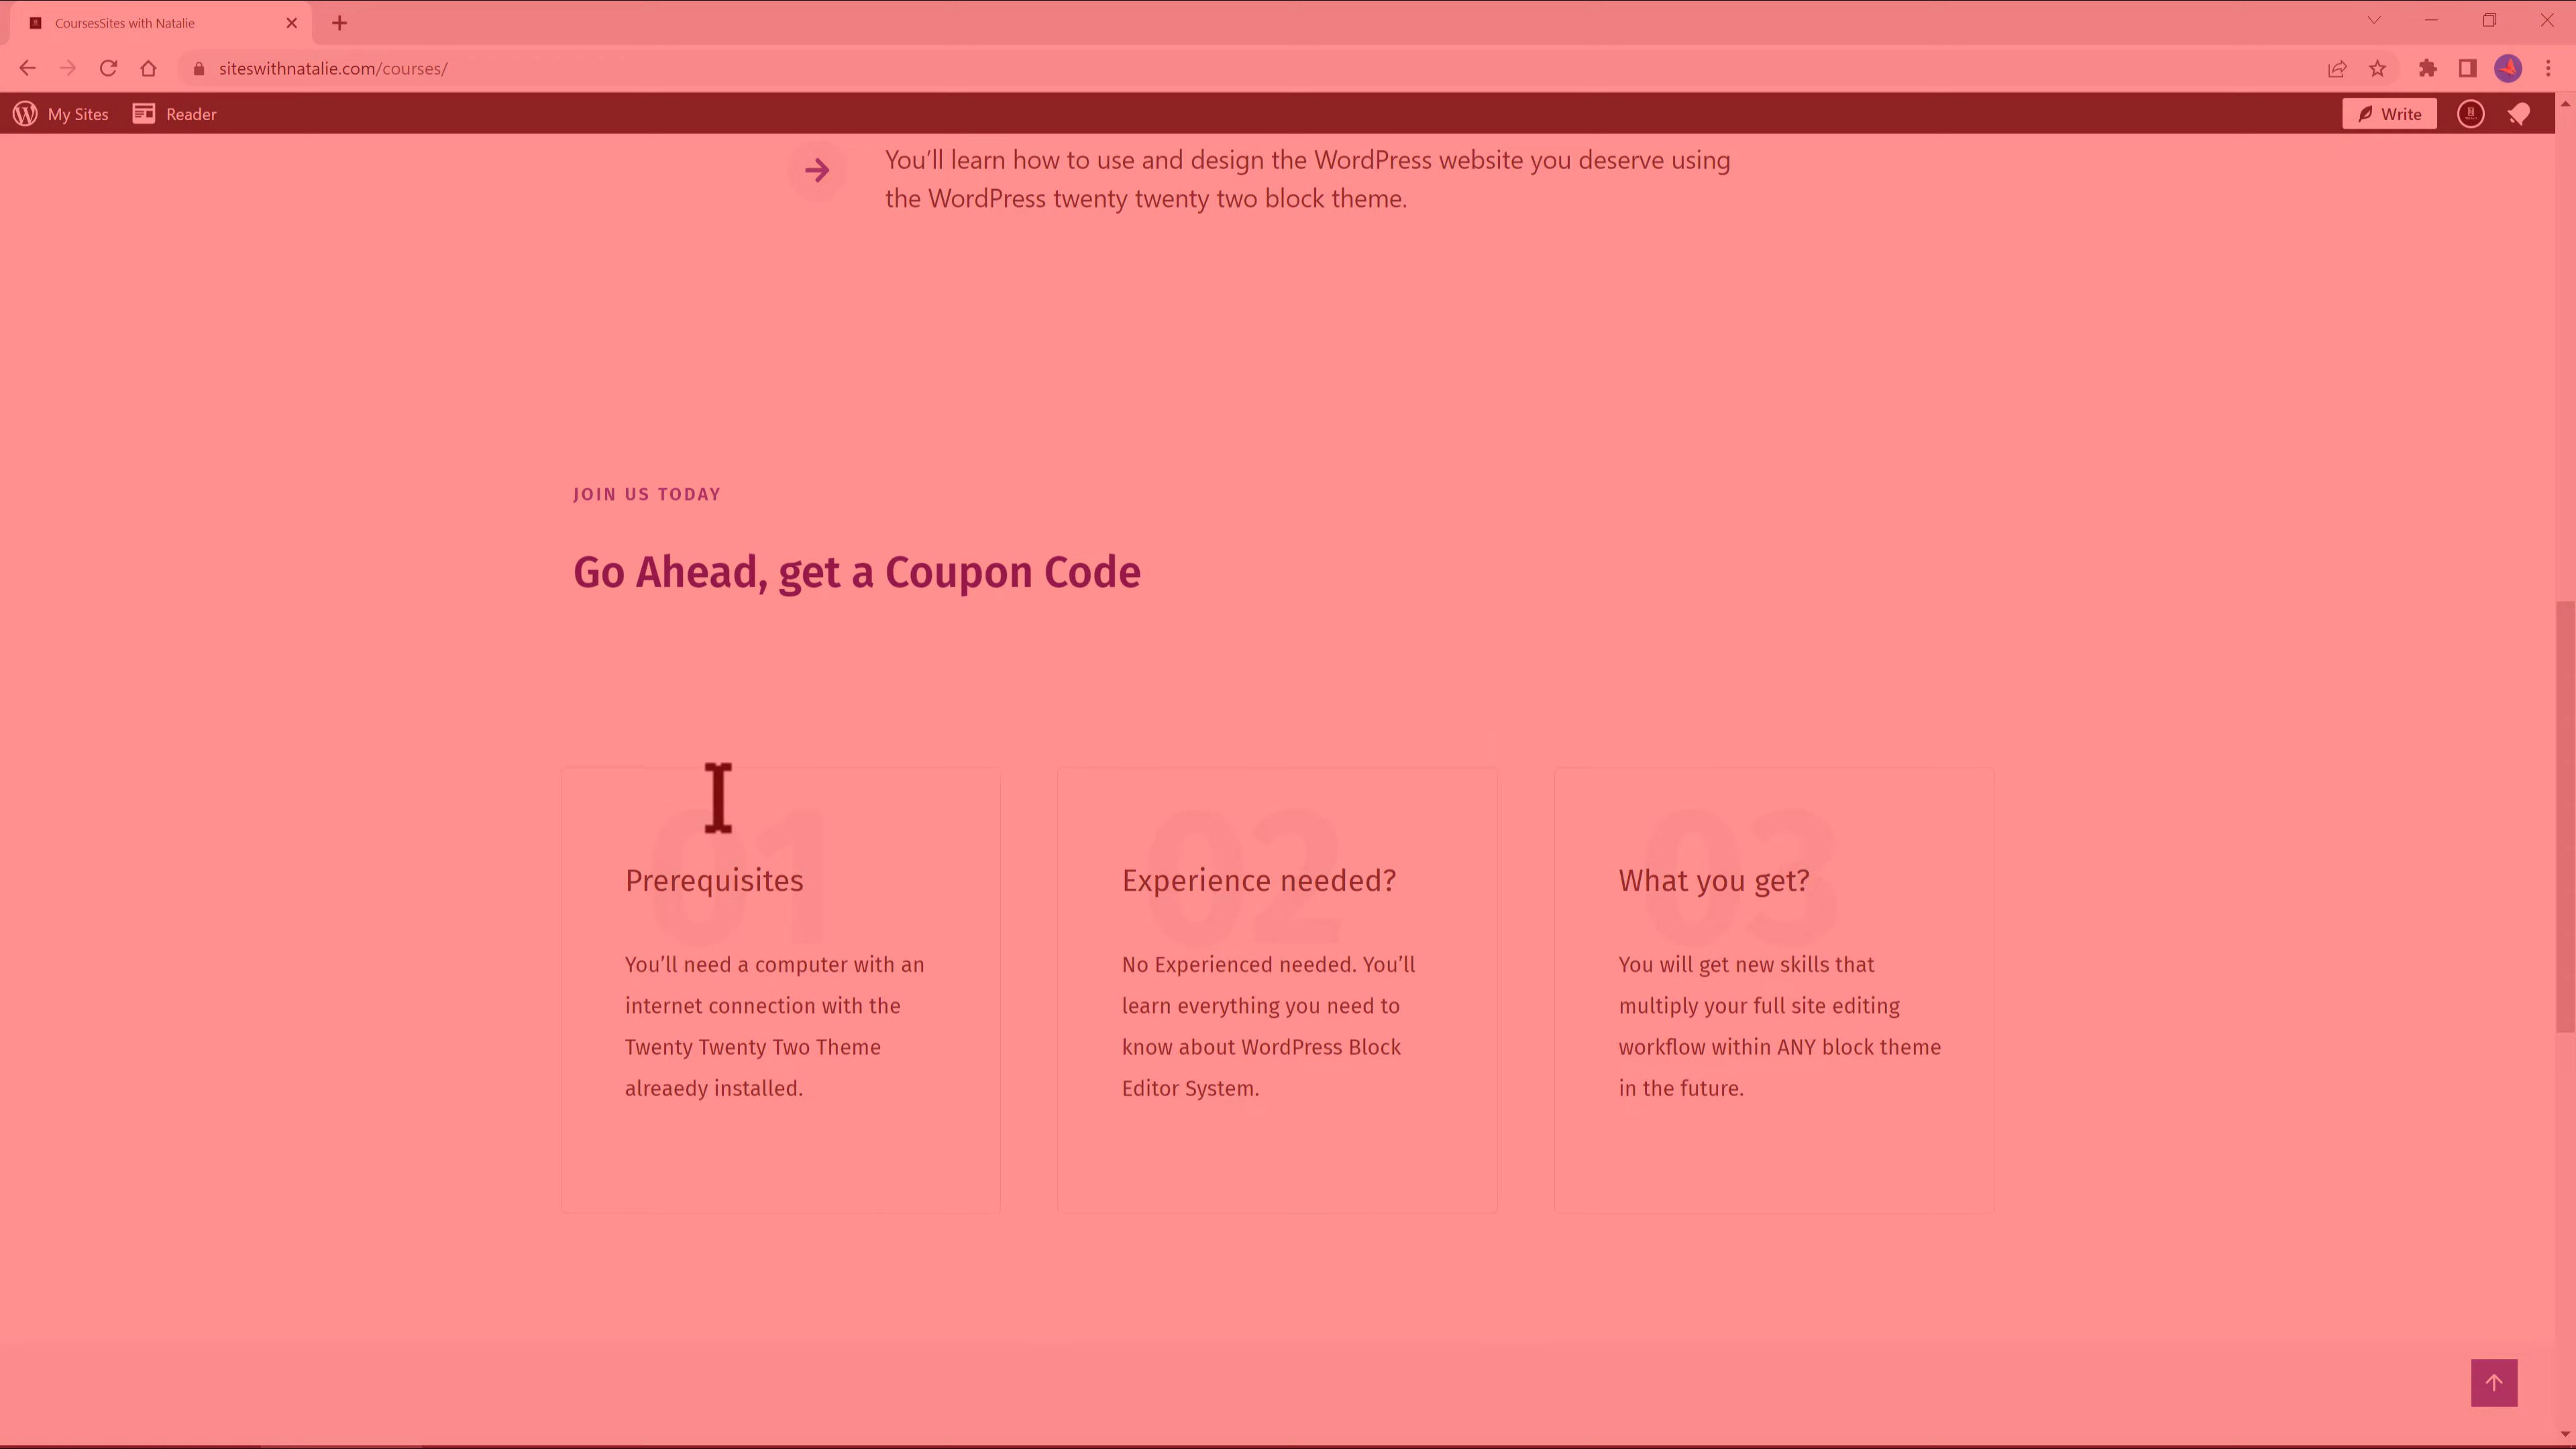 CoursesSites with Natalie
siteswithnatalie.com/courses/
My Sites
Reader
Write
You’ll learn how to use and design the WordPress website you deserve using
the WordPress twenty twenty two block theme.
JOIN US TODAY
Go Ahead, get a Coupon Code
01
Prerequisites
You’ll need a computer with an
internet connection with the
Twenty Twenty Two Theme
alreaedy installed.
02
Experience needed?
No Experienced needed. You’ll
learn everything you need to
know about WordPress Block
Editor System.
03
What you get?
You will get new skills that
multiply your full site editing
workflow within ANY block theme
in the future.